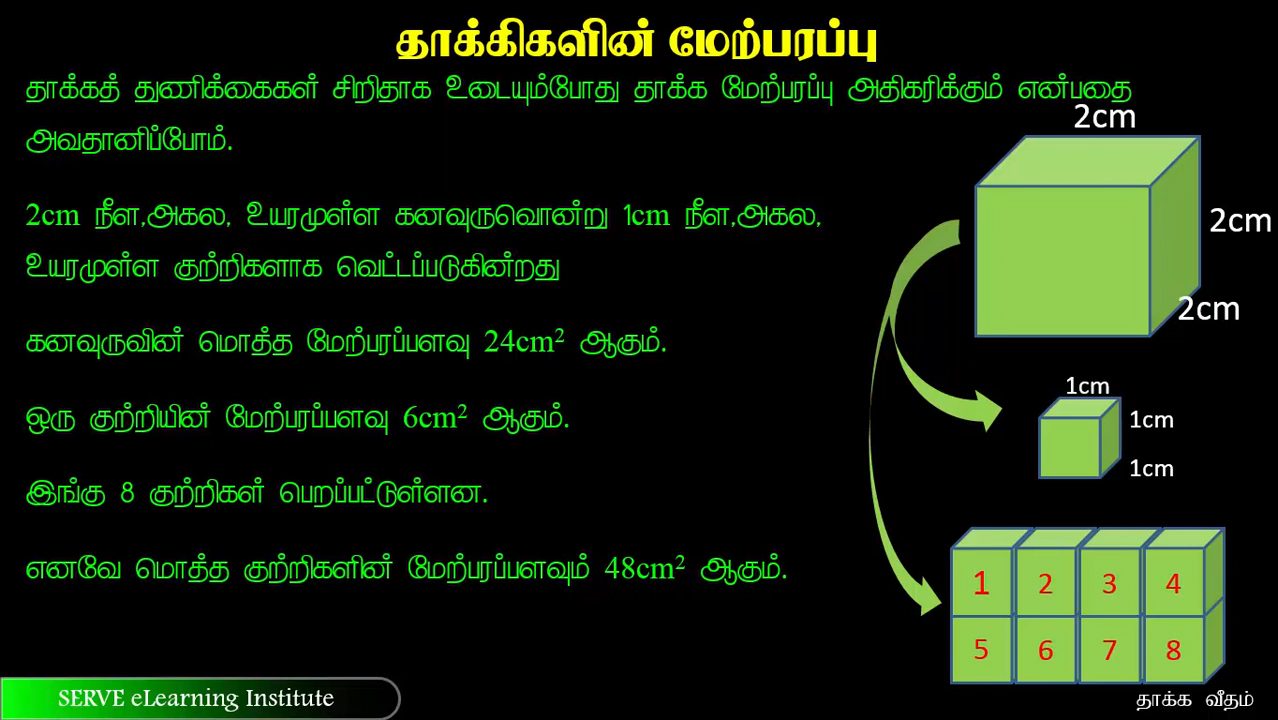 தாக்கிகளின் மேற்பரப்பு
தாக்கத் துணிக்கைகள் சிறிதாக உடையும்போது தாக்க மேற்பரப்பு அதிகரிக்கும் என்பதை
அவதானிப்போம்.
2cm நீள,அகல, உயரமுள்ள கனவுருவொன்று 1cm நீள,அகல,
உயரமுள்ள குற்றிகளாக வெட்டப்படுகின்றது
கனவுருவின் மொத்த மேற்பரப்பளவு 24cm² ஆகும்.
ஒரு குற்றியின் மேற்பரப்பளவு 6cm² ஆகும்.
இங்கு 8 குற்றிகள் பெறப்பட்டுள்ளன.
எனவே மொத்த குற்றிகளின் மேற்பரப்பளவும் 48cm² ஆகும்.
2cm
2cm
2cm
1cm
1cm
1cm
1 2 3 4
5 6 7 8
SERVE eLearning Institute
தாக்க வீதம்